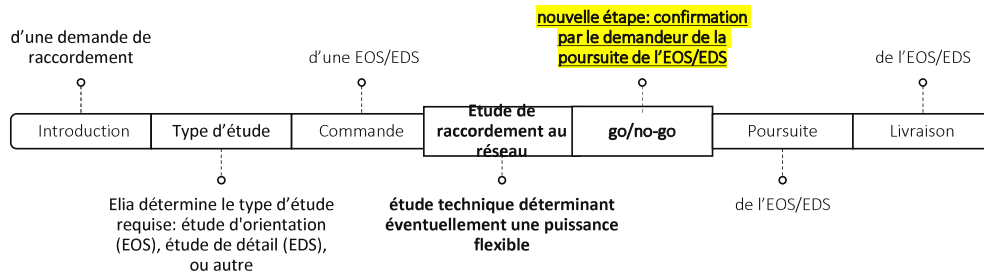 nouvelle étape: confirmation
par le demandeur de la
poursuite de l’EOS/EDS
d’une demande de
raccordement
d’une EOS/EDS
de l’EOS/EDS
Introduction
Type d’étude
Commande
Etude de
raccordement au
réseau
go/no-go
Poursuite
Livraison
Elia détermine le type d’étude
requise: étude d'orientation
(EOS), étude de détail (EDS),
ou autre
étude technique déterminant
éventuellement une puissance
flexible
de l’EOS/EDS